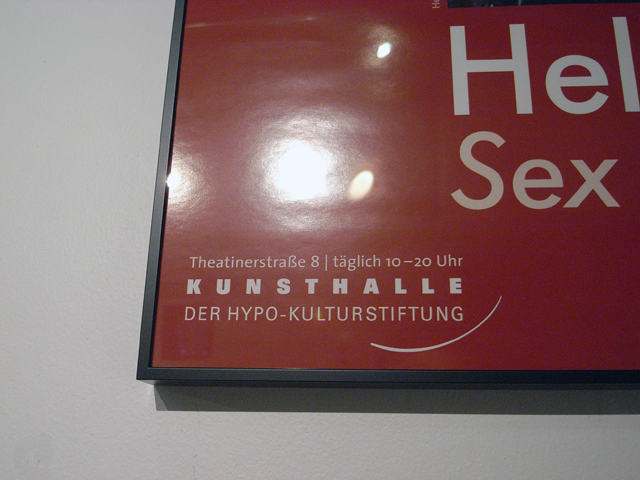 Hel
Sex
Theatinerstraße 8 | täglich 10–20 Uhr
KUNSTHALLE
DER HYPO-KULTURSTIFTUNG